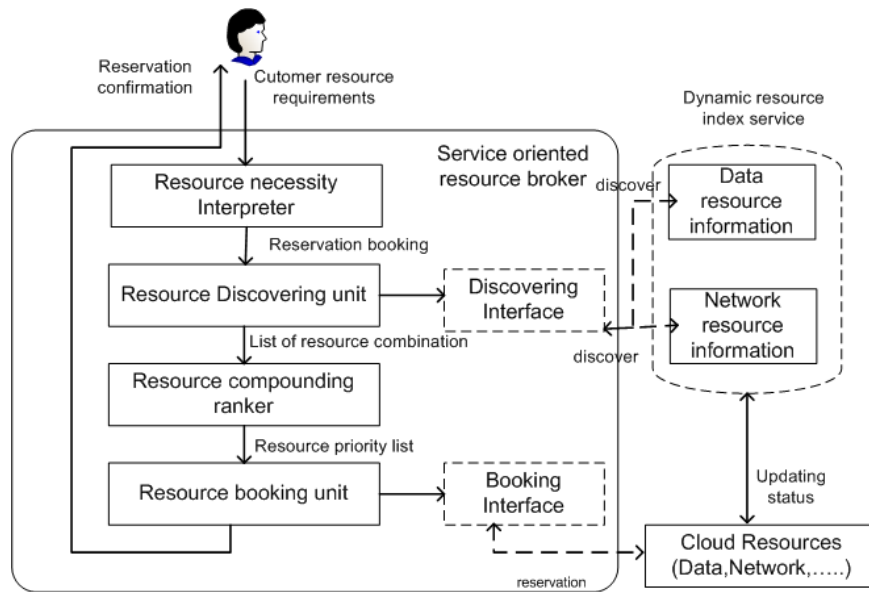 Reservation
confirmation
Cutomer resource
requirements
Dynamic resource
index service
Service oriented
resource broker
Resource necessity
Interpreter
discover
Data
resource
information
Reservation booking
Resource Discovering unit
Discovering
Interface
Network
resource
information
List of resource combination
discover
Resource compounding
ranker
Resource priority list
Resource booking unit
Booking
Interface
Updating
status
Cloud Resources
(Data,Network,.....)
reservation